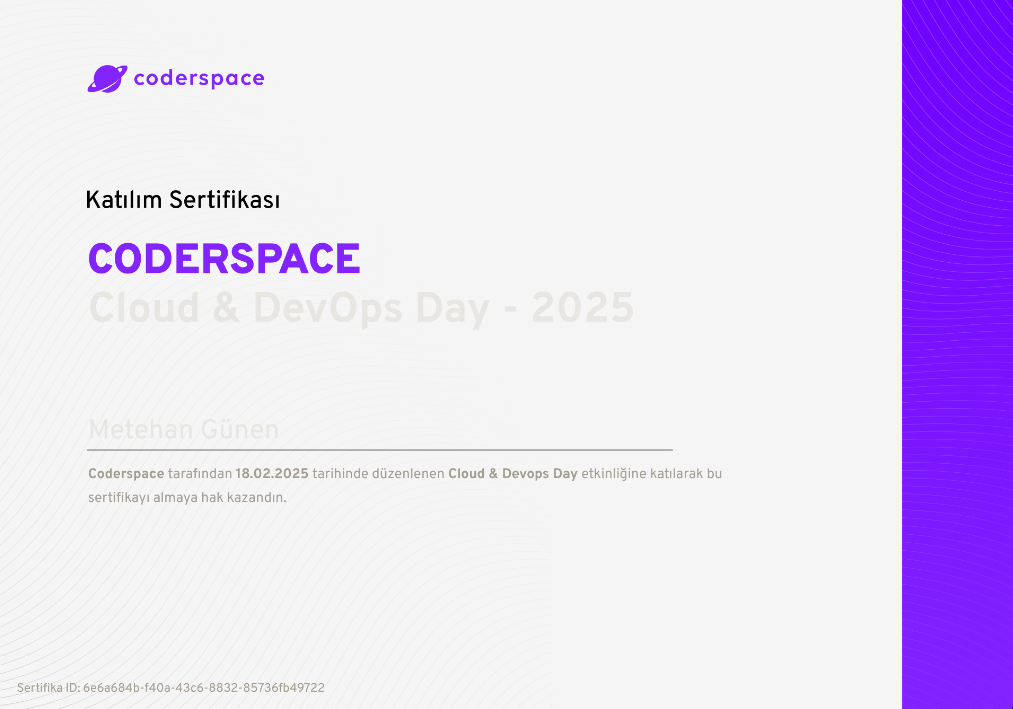 coderspace
Katılım Sertifikası
CODERSPACE
Cloud & DevOps Day - 2025
Metehan Günen
Coderspace tarafından 18.02.2025 tarihinde düzenlenen Cloud & Devops Day etkinliğine katılarak bu
sertifikayı almaya hak kazandın.
Sertifika ID: 6e6a684b-f40a-43c6-8832-85736fb49722